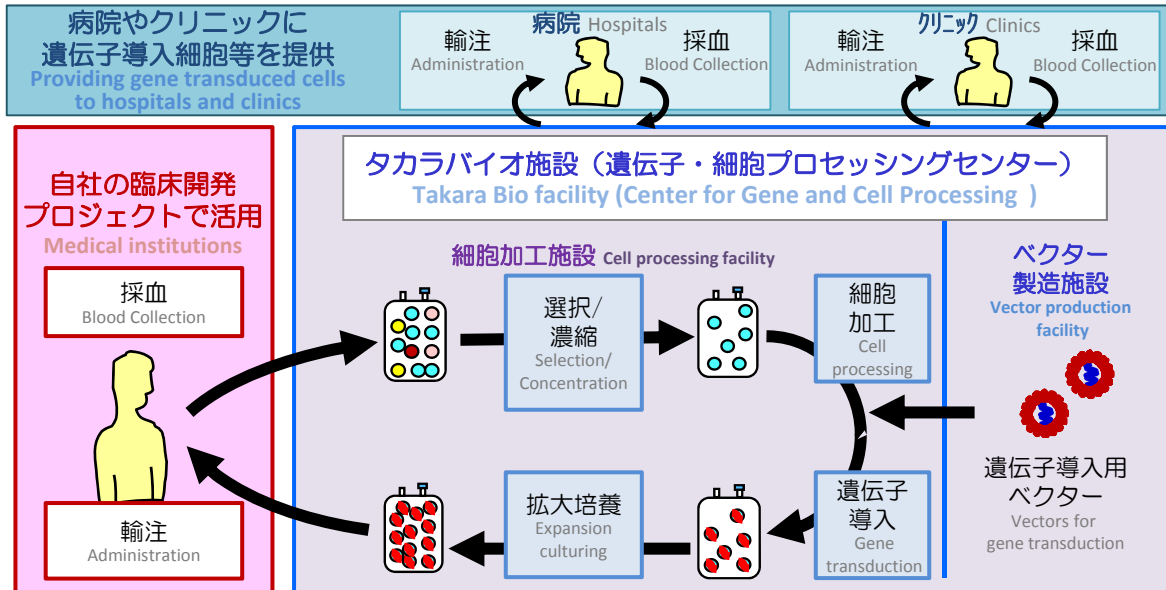 病院やクリニックに
遺伝子導入細胞等を提供
Providing gene transduced cells
to hospitals and clinics
病院 Hospitals
輸注
Administration
採血
Blood Collection
クリニック Clinics
輸注
Administration
採血
Blood Collection
自社の臨床開発
プロジェクトで活用
Medical institutions
採血
Blood Collection
輸注
Administration
タカラバイオ施設（遺伝子・細胞プロセッシングセンター）
Takara Bio facility (Center for Gene and Cell Processing )
細胞加工施設 Cell processing facility
選択/
濃縮
Selection/
Concentration
細胞
加工
Cell
processing
遺伝子
導入
Gene
transduction
拡大培養
Expansion
culturing
ベクター
製造施設
Vector production
facility
遺伝子導入用
ベクター
Vectors for
gene transduction